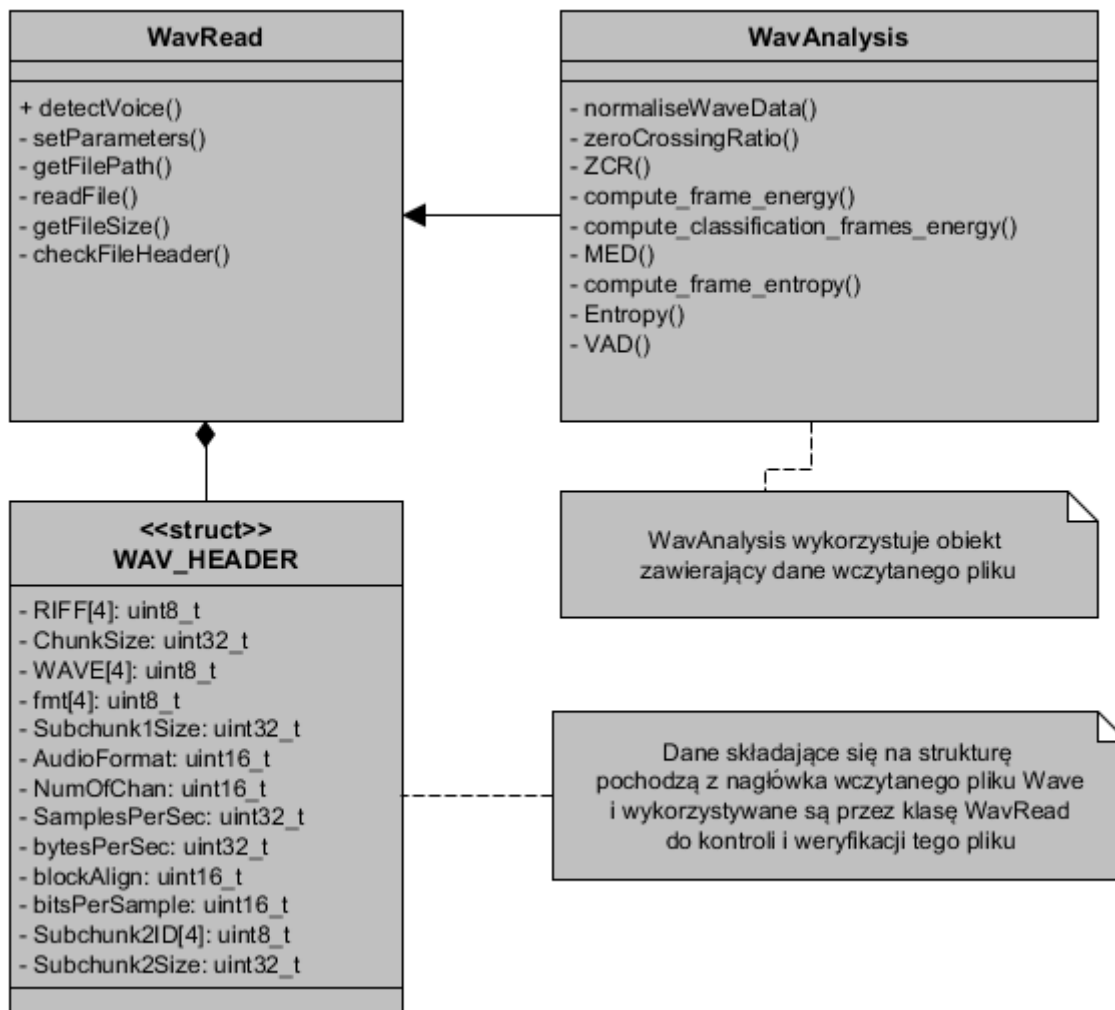 WavRead
+ detectVoice()
- setParameters()
- getFilePath()
- readFile()
- getFileSize()
- checkFileHeader()
WavAnalysis
- normaliseWaveData()
- zeroCrossingRatio()
- ZCR()
- compute_frame_energy()
- compute_classification_frames_energy()
- MED()
- compute_frame_entropy()
- Entropy()
- VAD()
<<struct>>
WAV_HEADER
- RIFF[4]: uint8_t
- ChunkSize: uint32_t
- WAVE[4]: uint8_t
- fmt[4]: uint8_t
- Subchunk1Size: uint32_t
- AudioFormat: uint16_t
- NumOfChan: uint16_t
- SamplesPerSec: uint32_t
- bytesPerSec: uint32_t
- blockAlign: uint16_t
- bitsPerSample: uint16_t
- Subchunk2ID[4]: uint8_t
- Subchunk2Size: uint32_t
WavAnalysis wykorzystuje obiekt
zawierający dane wczytanego pliku
Dane składające się na strukturę
pochodzą z nagłówka wczytanego pliku Wave
i wykorzystywane są przez klasę WavRead
do kontroli i weryfikacji tego pliku